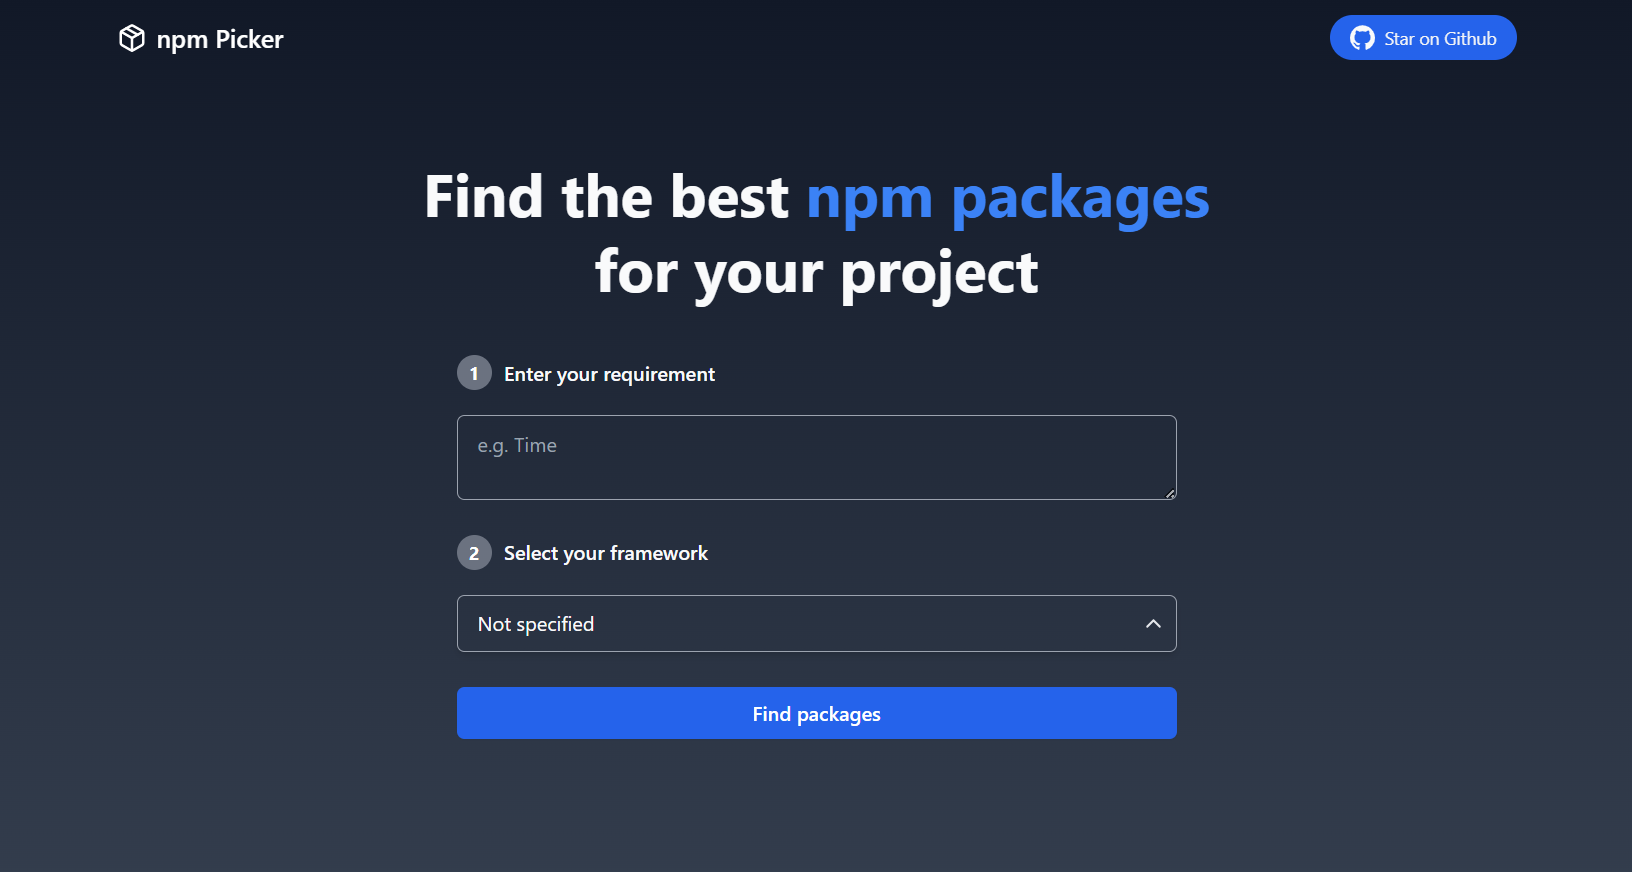 npm Picker
Star on Github
Find the best npm packages
for your project
1 Enter your requirement
e.g. Time
2 Select your framework
Not specified
Find packages